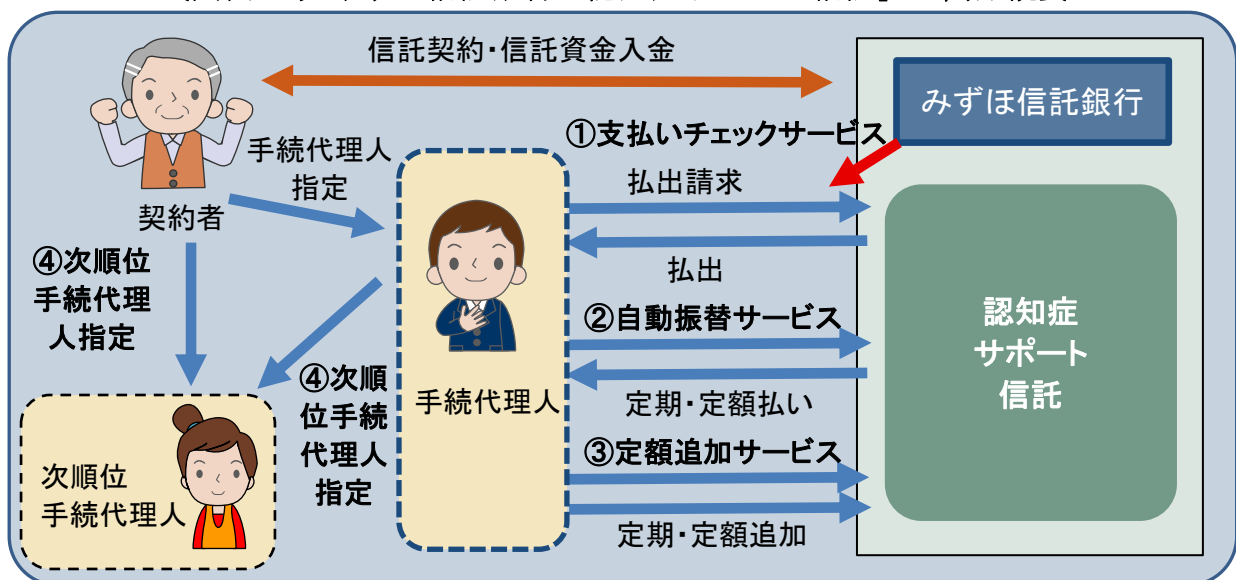 信託契約・信託資金入金
みずほ信託銀行
①支払いチェックサービス
手続代理人
指定
払出請求
契約者
払出
④次順位
手続代理
人指定
②自動振替サービス
認知症
サポート
信託
④次順
位手続
代理人
指定
手続代理人
定期・定額払い
③定額追加サービス
次順位
手続代理人
定期・定額追加